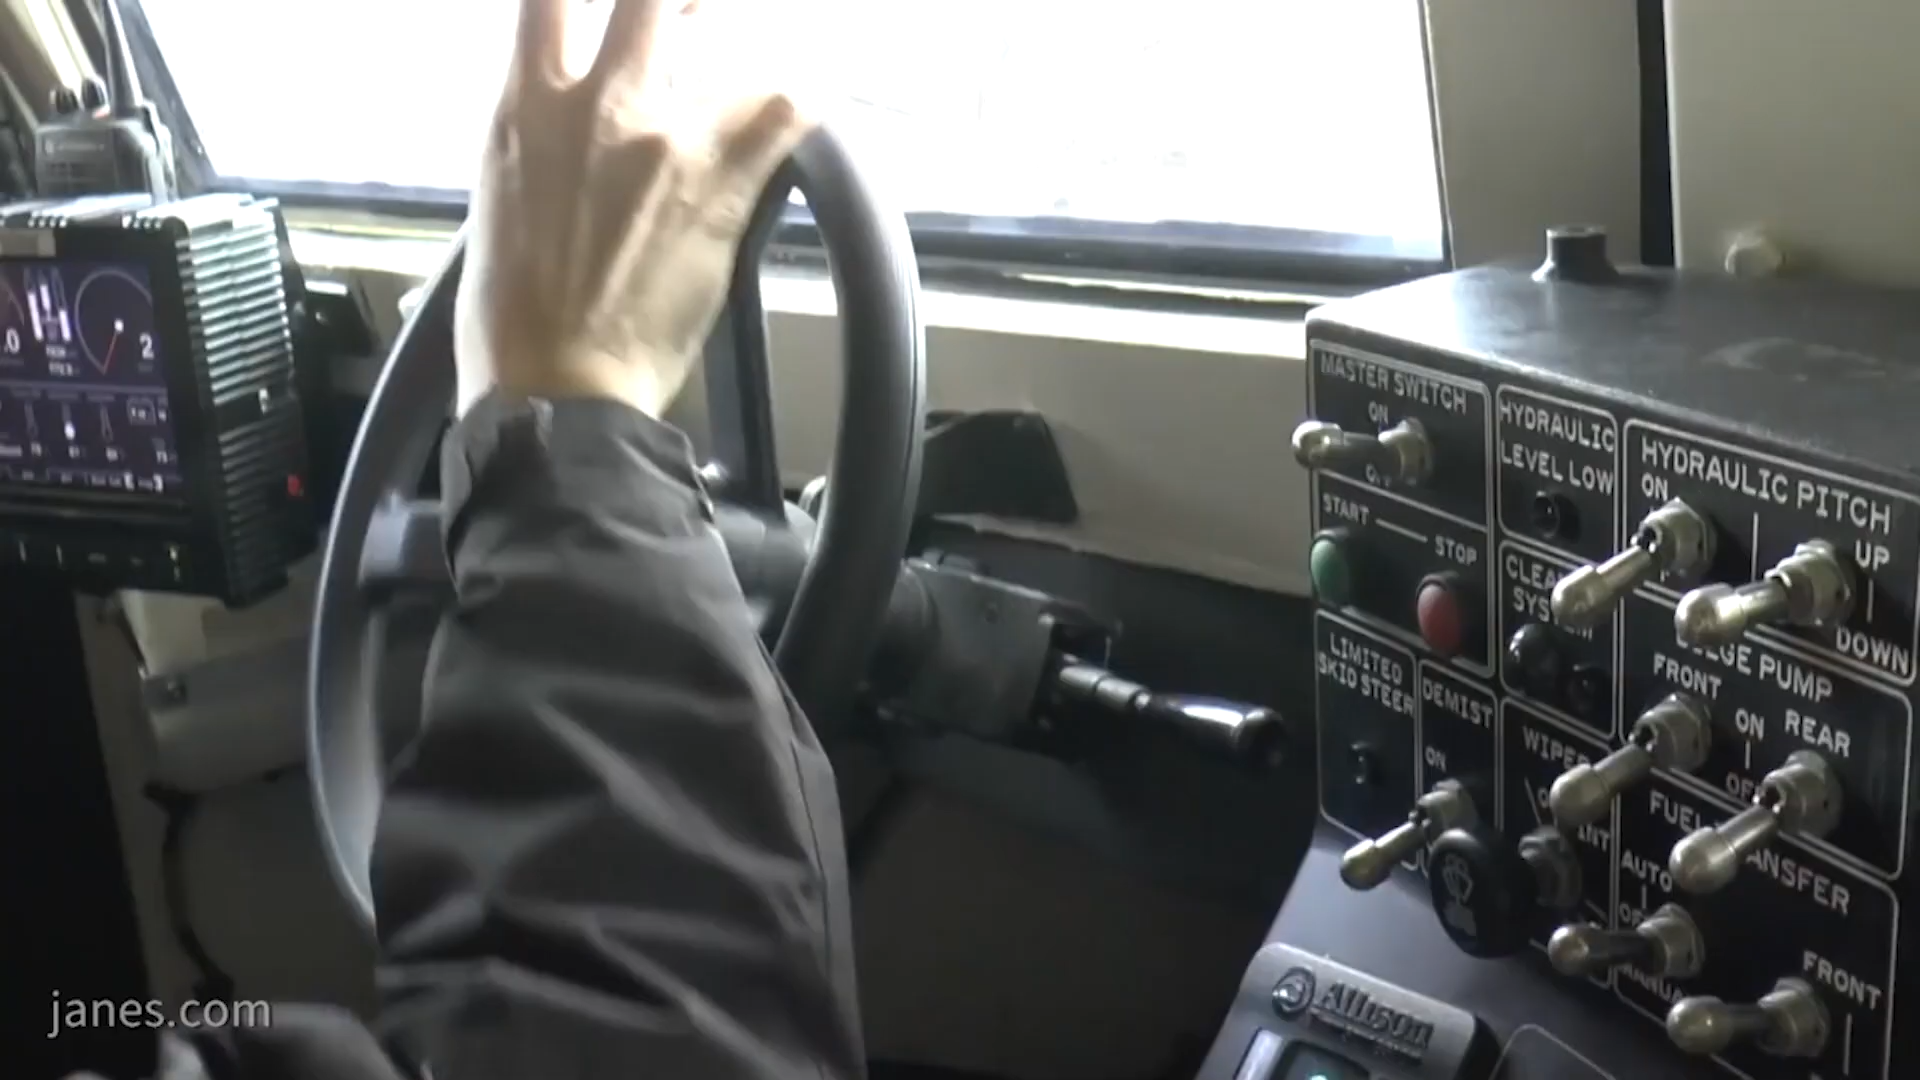 MASTER SWITCH
ON
START
STOP
LIMITED
SKID STEER
DEMIST
ON
HYDRAULIC
LEVEL LOW
HYDRAULIC PITCH
ON
UP
DOWN
PUMP
FRONT
ON
REAR
AUTO
FRONT
Allison
2
janes.com